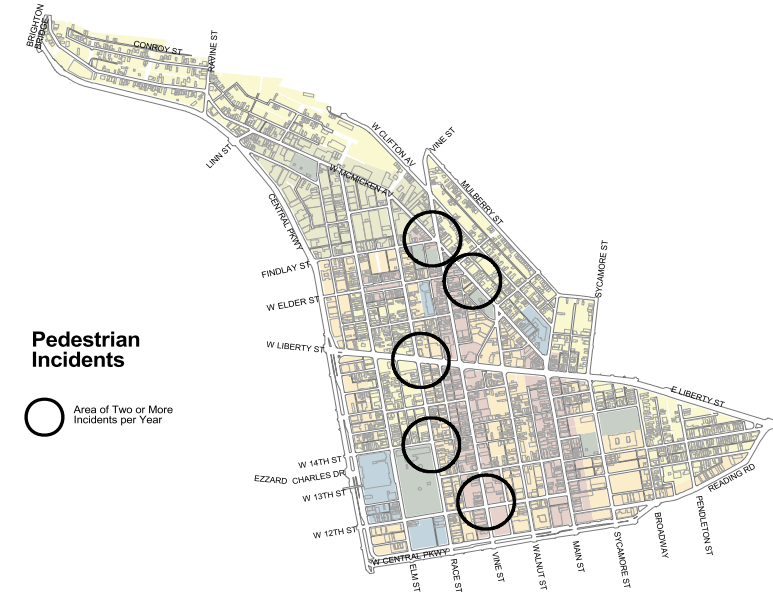 BRIGHTON
BRIDGE
CONROY ST
RAVINE ST
W CLIFTON AV
VINE ST
LINN ST
W MCMICKEN AV
MULBERRY ST
CENTRAL PKWY
SYCAMORE ST
FINDLAY ST
W ELDER ST
Pedestrian
Incidents
W LIBERTY ST
E LIBERTY ST
Area of Two or More
Incidents per Year
W 14TH ST
EZZARD CHARLES DR
W 13TH ST
READING RD
W 12TH ST
W CENTRAL PKWY
ELM ST
RACE ST
VINE ST
WALNUT ST
MAIN ST
SYCAMORE ST
BROADWAY
PENDLETON ST